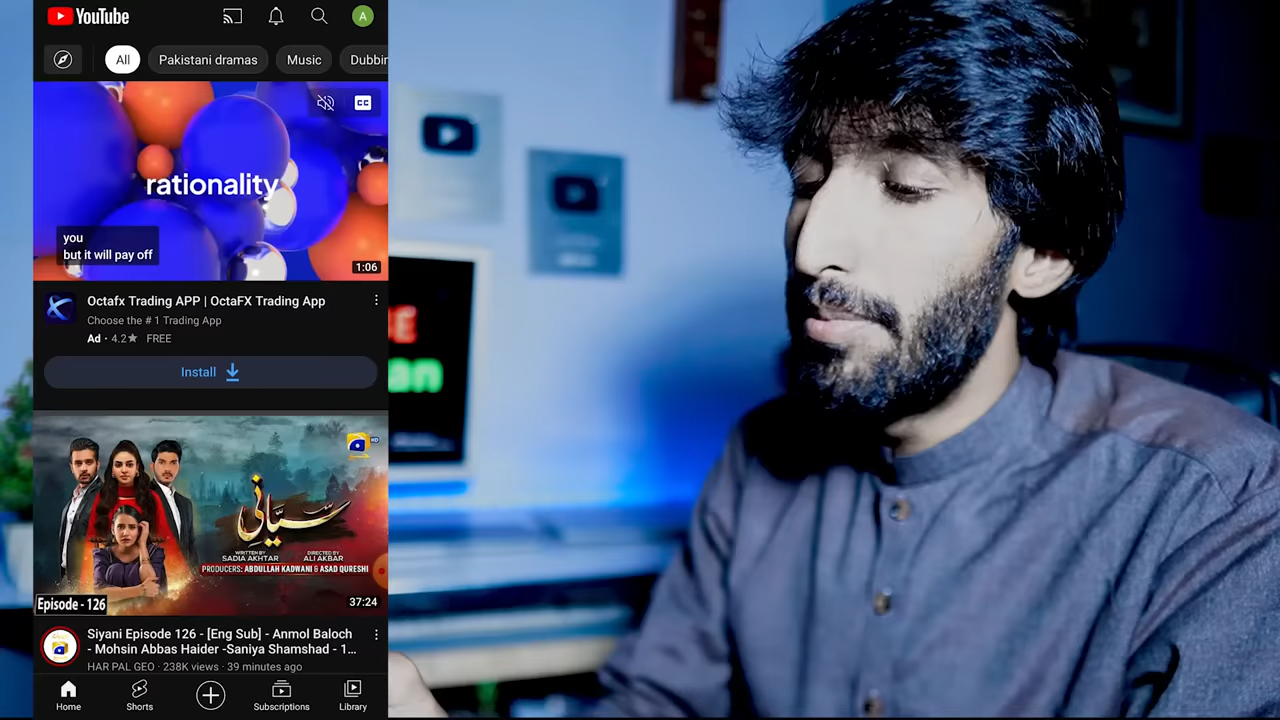 YouTube
A
All
Pakistani dramas
Music
Dubbin
CC
rationality
you
but it will pay off
1:06
Octafx Trading APP | OctaFX Trading App
Choose the # 1 Trading App
Ad · 4.2★ FREE
Install
HD
سیانی
WRITTEN BY
SADIA AKHTAR
DIRECTED BY
ALI AKBAR
PRODUCERS: ABDULLAH KADWANI & ASAD QURESHI
Episode - 126
37:24
Siyani Episode 126 - [Eng Sub] - Anmol Baloch
- Mohsin Abbas Haider -Saniya Shamshad - 1...
HAR PAL GEO · 238K views · 39 minutes ago
Home
Shorts
Subscriptions
Library
E
an